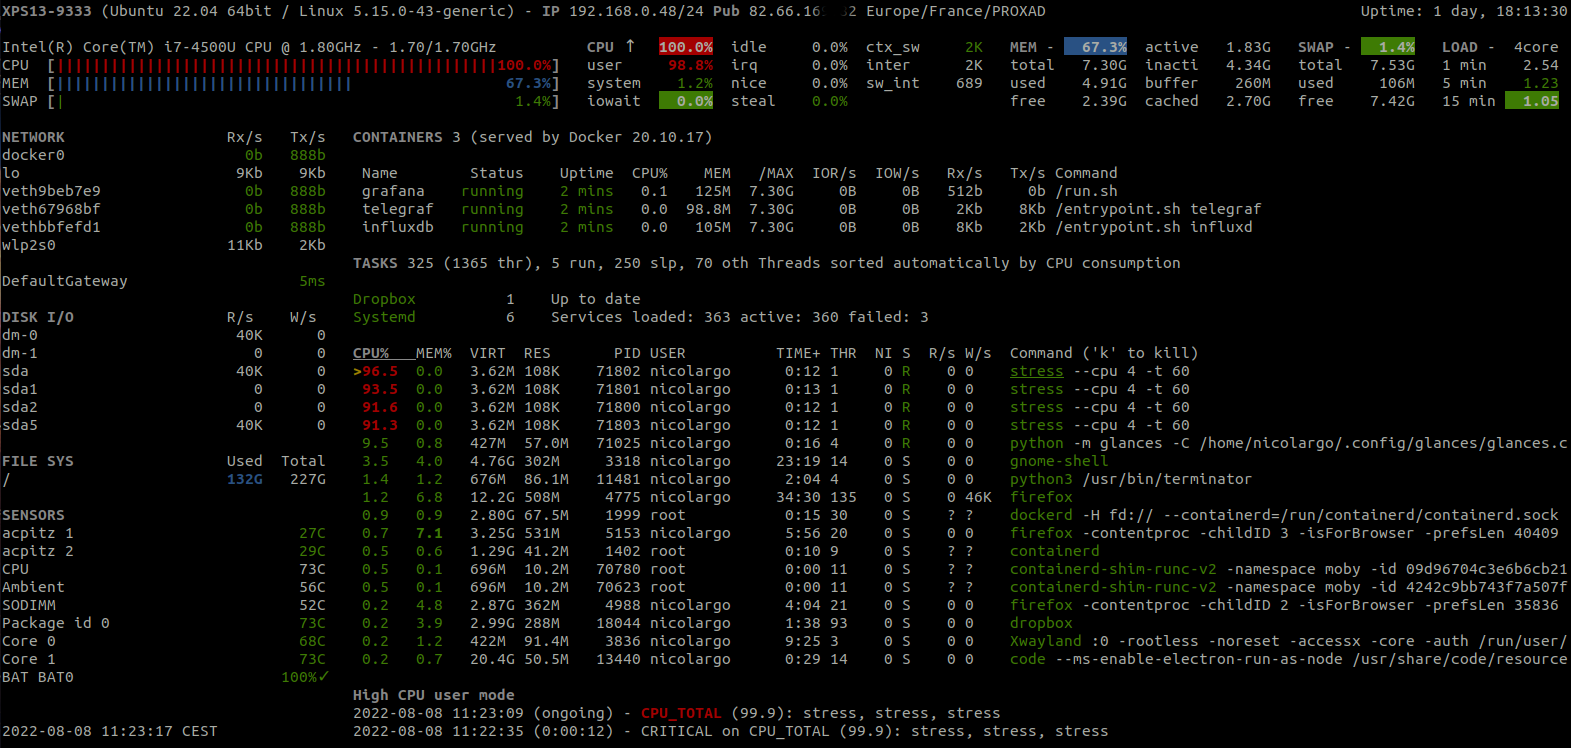 XPS13-9333 (Ubuntu 22.04 64bit / Linux 5.15.0-43-generic) - IP 192.168.0.48/24 Pub 82.66.16 32 Europe/France/PROXAD Uptime: 1 day, 18:13:30
Intel(R) Core(TM) i7-4500U CPU @ 1.80GHz - 1.70/1.70GHz CPU ↑ 100.0% idle 0.0% ctx_sw 2K MEM - 67.3% active 1.83G SWAP - 1.4% LOAD - 4core
CPU [||||||||||||||||||||||||||||||||||||||||||||||||100.0%] user 98.8% irq 0.0% inter 2K total 7.30G inacti 4.34G total 7.53G 1 min 2.54
MEM [||||||||||||||||||||||||||||||||| 67.3%] system 1.2% nice 0.0% sw_int 689 used 4.91G buffer 260M used 106M 5 min 1.23
SWAP [| 1.4%] iowait 0.0% steal 0.0% free 2.39G cached 2.70G free 7.42G 15 min 1.05
NETWORK Rx/s Tx/s CONTAINERS 3 (served by Docker 20.10.17)
docker0 0b 888b
lo 9Kb 9Kb Name Status Uptime CPU% MEM /MAX IOR/s IOW/s Rx/s Tx/s Command
veth9beb7e9 0b 888b grafana running 2 mins 0.1 125M 7.30G 0B 0B 512b 0b /run.sh
veth67968bf 0b 888b telegraf running 2 mins 0.0 98.8M 7.30G 0B 0B 2Kb 8Kb /entrypoint.sh telegraf
vethbbfefd1 0b 888b influxdb running 2 mins 0.0 105M 7.30G 0B 0B 8Kb 2Kb /entrypoint.sh influxd
wlp2s0 11Kb 2Kb
TASKS 325 (1365 thr), 5 run, 250 slp, 70 oth Threads sorted automatically by CPU consumption
DefaultGateway 5ms
Dropbox 1 Up to date
DISK I/O R/s W/s Systemd 6 Services loaded: 363 active: 360 failed: 3
dm-0 40K 0
dm-1 0 0 CPU% MEM% VIRT RES PID USER TIME+ THR NI S R/s W/s Command ('k' to kill)
sda 40K 0 >96.5 0.0 3.62M 108K 71802 nicolargo 0:12 1 0 R 0 0 stress --cpu 4 -t 60
sda1 0 0 93.5 0.0 3.62M 108K 71801 nicolargo 0:13 1 0 R 0 0 stress --cpu 4 -t 60
sda2 0 0 91.6 0.0 3.62M 108K 71800 nicolargo 0:12 1 0 R 0 0 stress --cpu 4 -t 60
sda5 40K 0 91.3 0.0 3.62M 108K 71803 nicolargo 0:12 1 0 R 0 0 stress --cpu 4 -t 60
9.5 0.8 427M 57.0M 71025 nicolargo 0:16 4 0 R 0 0 python -m glances -C /home/nicolargo/.config/glances/glances.c
FILE SYS Used Total 3.5 4.0 4.76G 302M 3318 nicolargo 23:19 14 0 S 0 0 gnome-shell
/ 132G 227G 1.4 1.2 676M 86.1M 11481 nicolargo 2:04 4 0 S 0 0 python3 /usr/bin/terminator
1.2 6.8 12.2G 508M 4775 nicolargo 34:30 135 0 S 0 46K firefox
SENSORS 0.9 0.9 2.80G 67.5M 1999 root 0:15 30 0 S ? ? dockerd -H fd:// --containerd=/run/containerd/containerd.sock
acpitz 1 27C 0.7 7.1 3.25G 531M 5153 nicolargo 5:56 20 0 S 0 0 firefox -contentproc -childID 3 -isForBrowser -prefsLen 40409
acpitz 2 29C 0.5 0.6 1.29G 41.2M 1402 root 0:10 9 0 S ? ? containerd
CPU 73C 0.5 0.1 696M 10.2M 70780 root 0:00 11 0 S ? ? containerd-shim-runc-v2 -namespace moby -id 09d96704c3e6b6cb21
Ambient 56C 0.5 0.1 696M 10.2M 70623 root 0:00 11 0 S ? ? containerd-shim-runc-v2 -namespace moby -id 4242c9bb743f7a507f
SODIMM 52C 0.2 4.8 2.87G 362M 4988 nicolargo 4:04 21 0 S 0 0 firefox -contentproc -childID 2 -isForBrowser -prefsLen 35836
Package id 0 73C 0.2 3.9 2.99G 288M 18044 nicolargo 1:38 93 0 S 0 0 dropbox
Core 0 68C 0.2 1.2 422M 91.4M 3836 nicolargo 9:25 3 0 S 0 0 Xwayland :0 -rootless -noreset -accessx -core -auth /run/user/
Core 1 73C 0.2 0.7 20.4G 50.5M 13440 nicolargo 0:29 14 0 S 0 0 code --ms-enable-electron-run-as-node /usr/share/code/resource
BAT BAT0 100%✓
High CPU user mode
2022-08-08 11:23:09 (ongoing) - CPU_TOTAL (99.9): stress, stress, stress
2022-08-08 11:23:17 CEST 2022-08-08 11:22:35 (0:00:12) - CRITICAL on CPU_TOTAL (99.9): stress, stress, stress